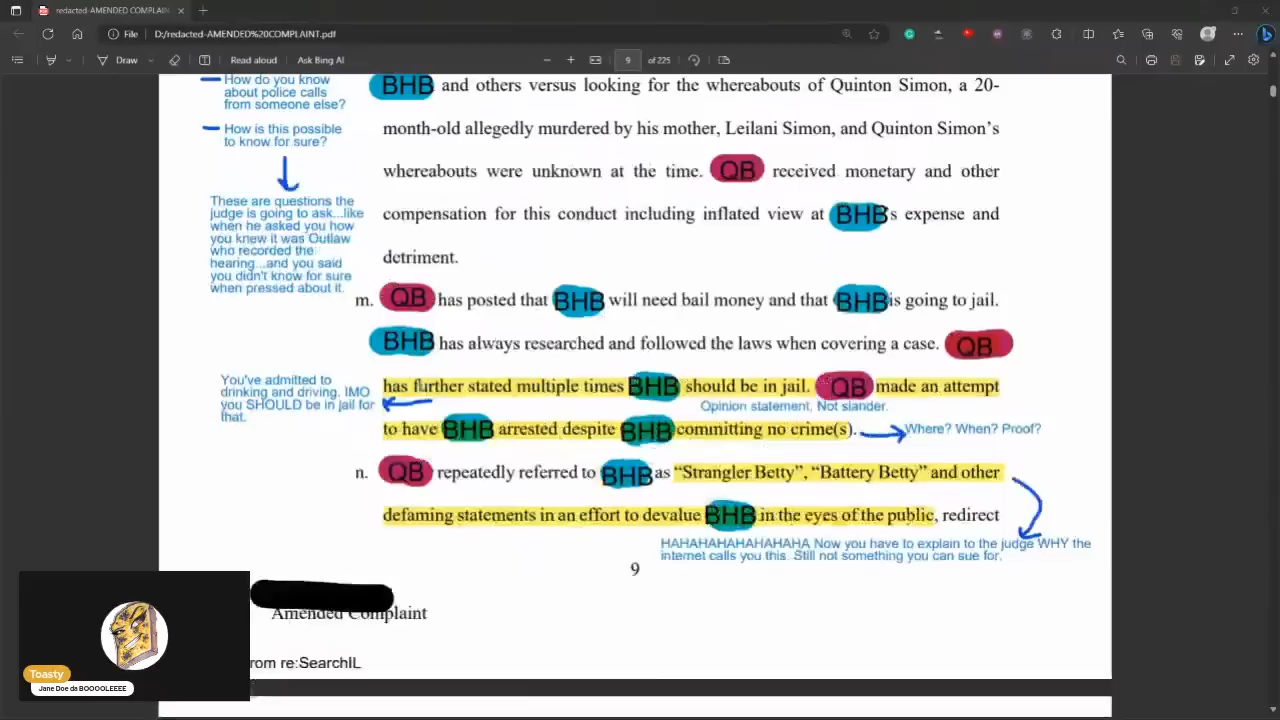 redacted-AMENDED COMPLAINT
File
D:/redacted-AMENDED%20COMPLAINT.pdf
Draw
Read aloud
Ask Bing AI
9
of 225
How do you know
about police calls
from someone else?
How is this possible
to know for sure?
These are questions the
judge is going to ask...like
when he asked you how
you knew it was Outlaw
who recorded the
hearing...and you said
you didn't know for sure
when pressed about it.
BHB and others versus looking for the whereabouts of Quinton Simon, a 20-
month-old allegedly murdered by his mother, Leilani Simon, and Quinton Simon's
whereabouts were unknown at the time. QB received monetary and other
compensation for this conduct including inflated view at BHB's expense and
detriment.
m. QB has posted that BHB will need bail money and that BHB is going to jail.
BHB has always researched and followed the laws when covering a case. QB
has further stated multiple times BHB should be in jail. QB made an attempt
You've admitted to
drinking and driving. IMO
you SHOULD be in jail for
that.
Opinion statement. Not slander.
to have BHB arrested despite BHB committing no crime(s).
Where? When? Proof?
n. QB repeatedly referred to BHB as "Strangler Betty", "Battery Betty" and other
defaming statements in an effort to devalue BHB in the eyes of the public, redirect
HAHAHAHAHAHAHAHA Now you have to explain to the judge WHY the
internet calls you this. Still not something you can sue for.
9
Amended Complaint
rom re:SearchIL
Toasty
Jane Doe da BOOOOLEEEE